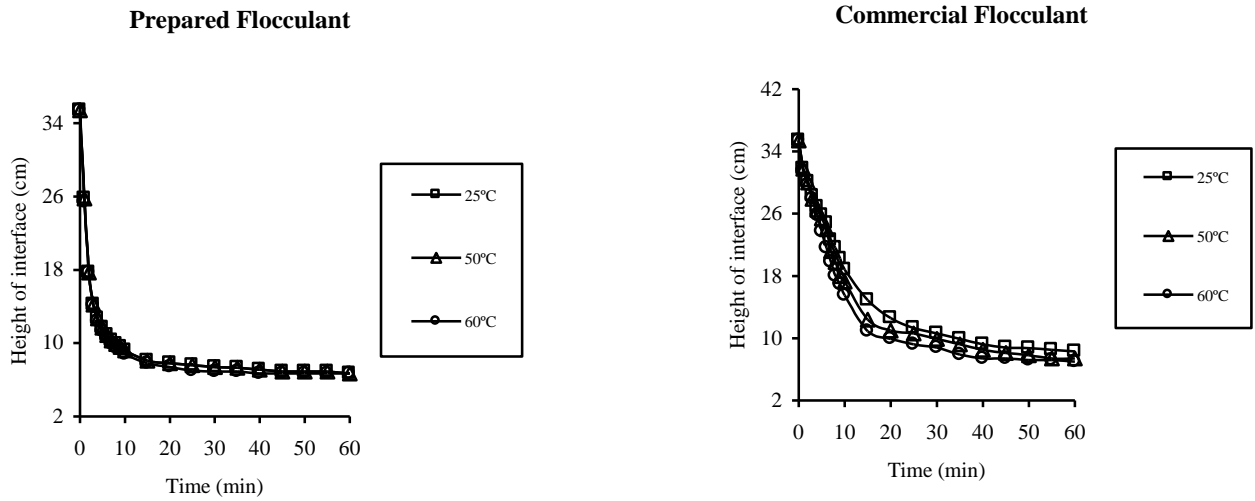 Prepared Flocculant
Height of interface (cm)
34
26
18
10
2
0 10 20 30 40 50 60
Time (min)
25ºC
50ºC
60ºC
Commercial Flocculant
Height of interface (cm)
42
34
26
18
10
2
0 10 20 30 40 50 60
Time (min)
25ºC
50ºC
60ºC